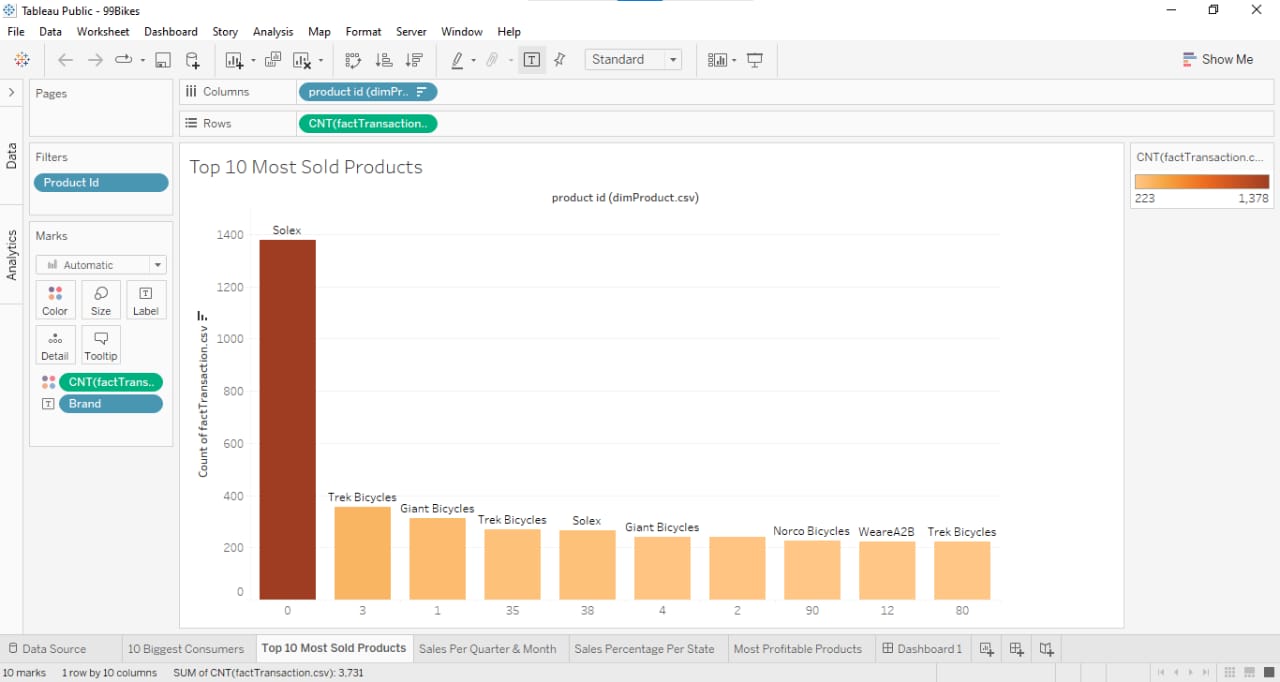 Tableau Public - 99Bikes
File Data Worksheet Dashboard Story Analysis Map Format Server Window Help
Standard
Show Me
Pages
Columns
product id (dimPr..
Rows
CNT(factTransaction..
Data
Analytics
Filters
Product Id
Marks
Automatic
Color Size Label
Detail Tooltip
CNT(factTrans..
Brand
Top 10 Most Sold Products
product id (dimProduct.csv)
Count of factTransaction.csv
1400
1200
1000
800
600
400
200
0
Solex
Trek Bicycles
Giant Bicycles
Trek Bicycles
Solex
Giant Bicycles
Norco Bicycles
WeareA2B
Trek Bicycles
0 3 1 35 38 4 2 90 12 80
CNT(factTransaction.c...
223 1,378
Data Source 10 Biggest Consumers Top 10 Most Sold Products Sales Per Quarter & Month Sales Percentage Per State Most Profitable Products Dashboard 1
10 marks 1 row by 10 columns SUM of CNT(factTransaction.csv): 3,731